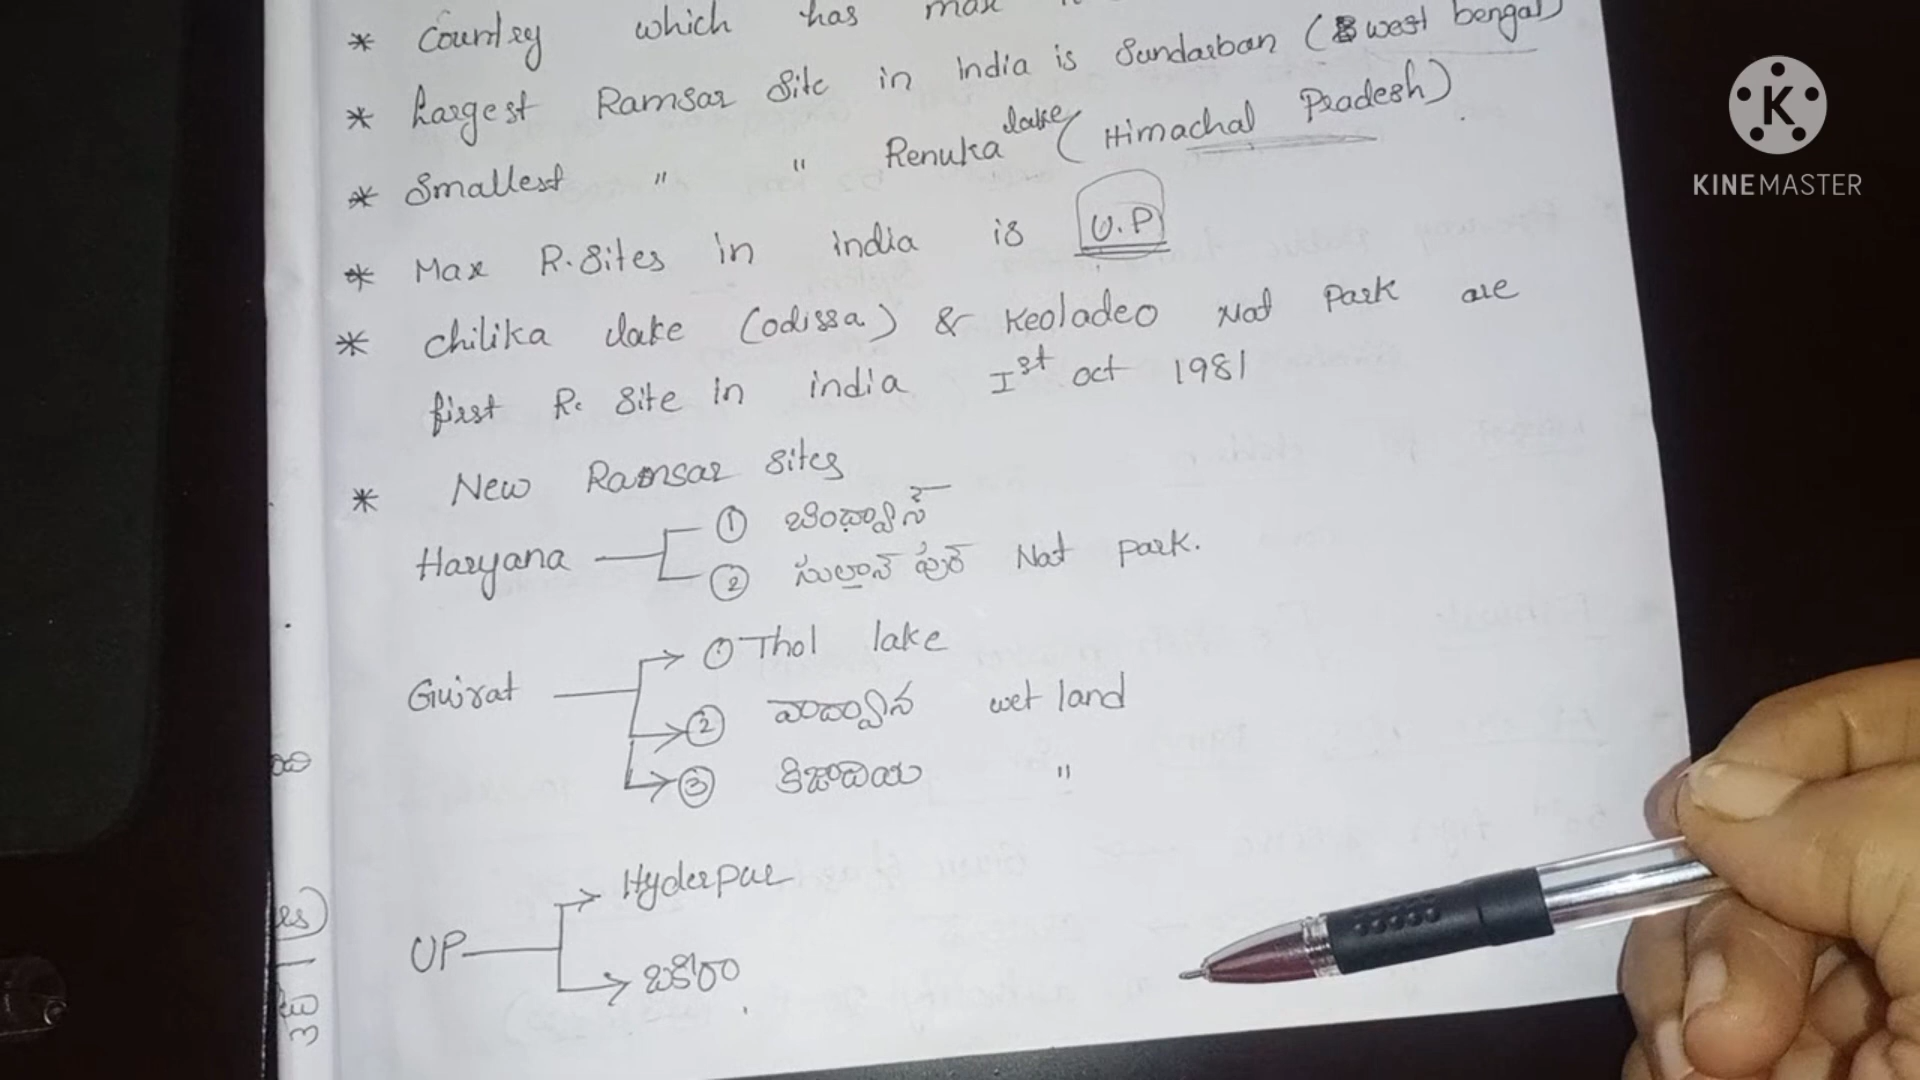 * Country which has max
* Largest Ramsar Site in india is Sundarban (west bengal)
* Smallest " " Renuka lake (Himachal Pradesh).
* Max R.Sites in india is U.P
* Chilika lake (odissa) & Keoladeo Nat Park are
first R. Site in india Ist oct 1981
* New Ramsar Sites
Haryana
①
② సుల్తాన్ పుర్ Nat park.
Gujrat
① Thol lake
② వాద్వాన wet land
③ కిజాదియ "
UP
Hyderpur
బకిరా
KINEMASTER